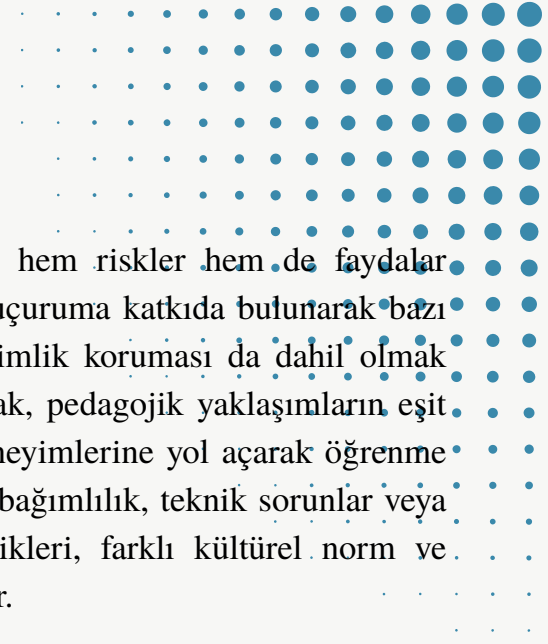 hem riskler hem de faydalar
uçuruma katkıda bulunarak bazı
imlik koruması da dahil olmak
ak, pedagojik yaklaşımların eşit
neyimlerine yol açarak öğrenme
bağımlılık, teknik sorunlar veya
ikleri, farklı kültürel norm ve
r.